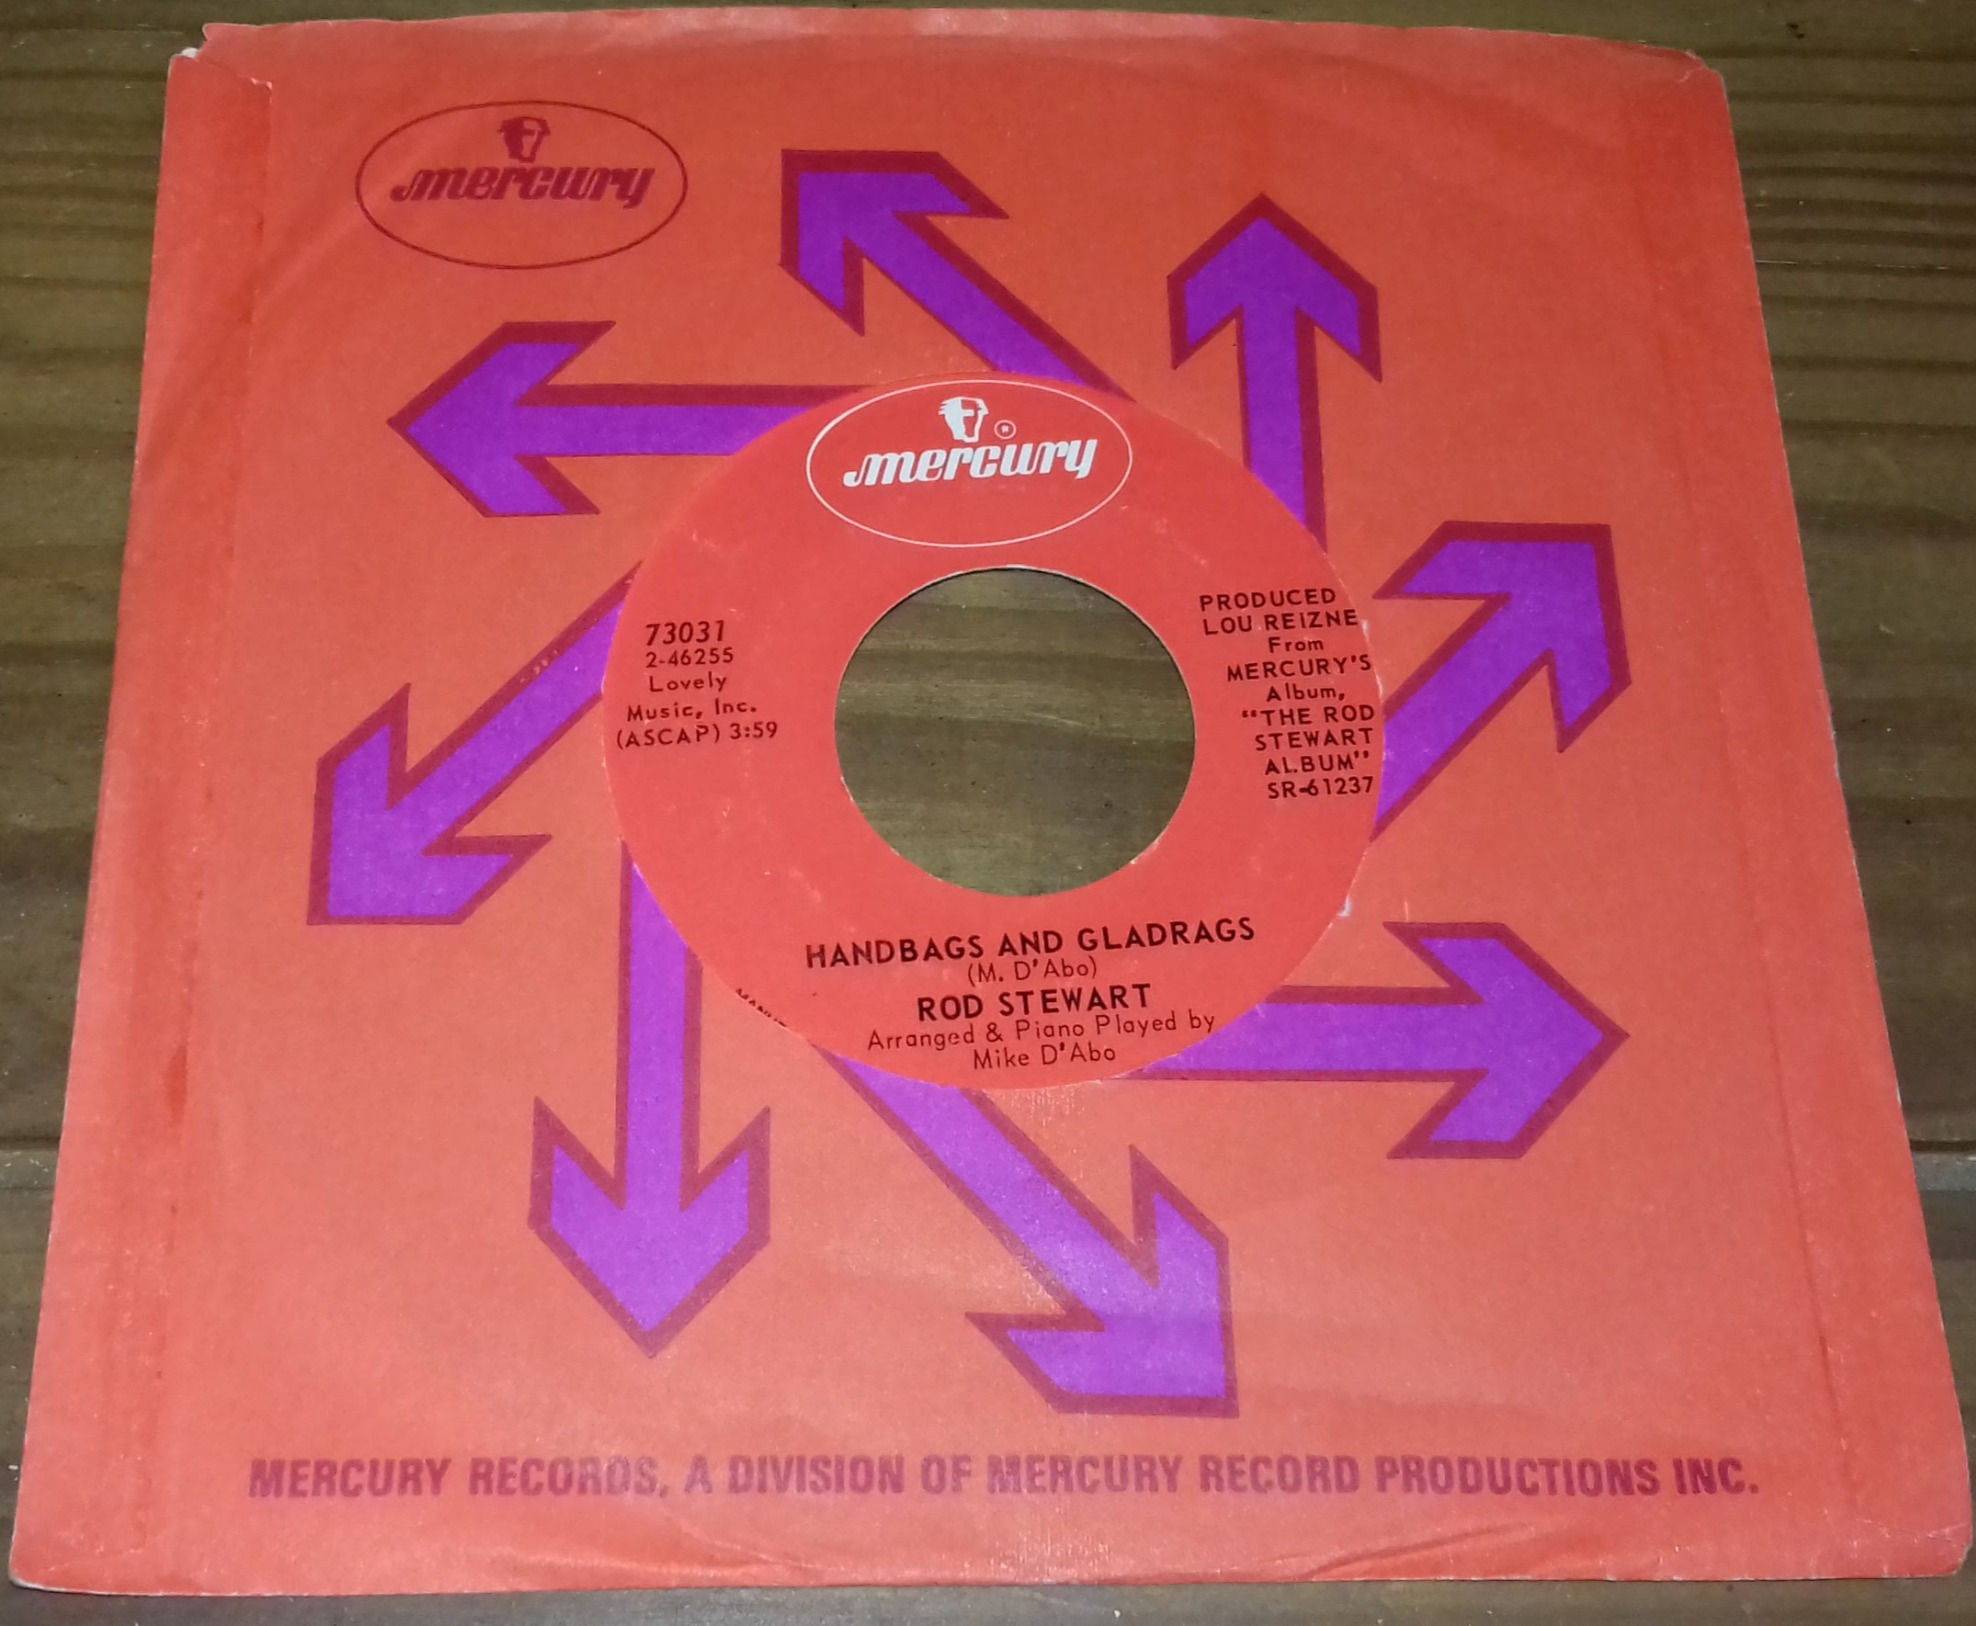 mercury
mercury
®
73031
2-46255
Lovely
Music, Inc.
(ASCAP) 3:59
PRODUCED
LOU REIZNE
From
MERCURY'S
Album,
"THE ROD
STEWART
ALBUM"
SR-61237
HANDBAGS AND GLADRAGS
(M. D'Abo)
ROD STEWART
Arranged & Piano Played by
Mike D'Abo
MERCURY RECORDS, A DIVISION OF MERCURY RECORD PRODUCTIONS INC.